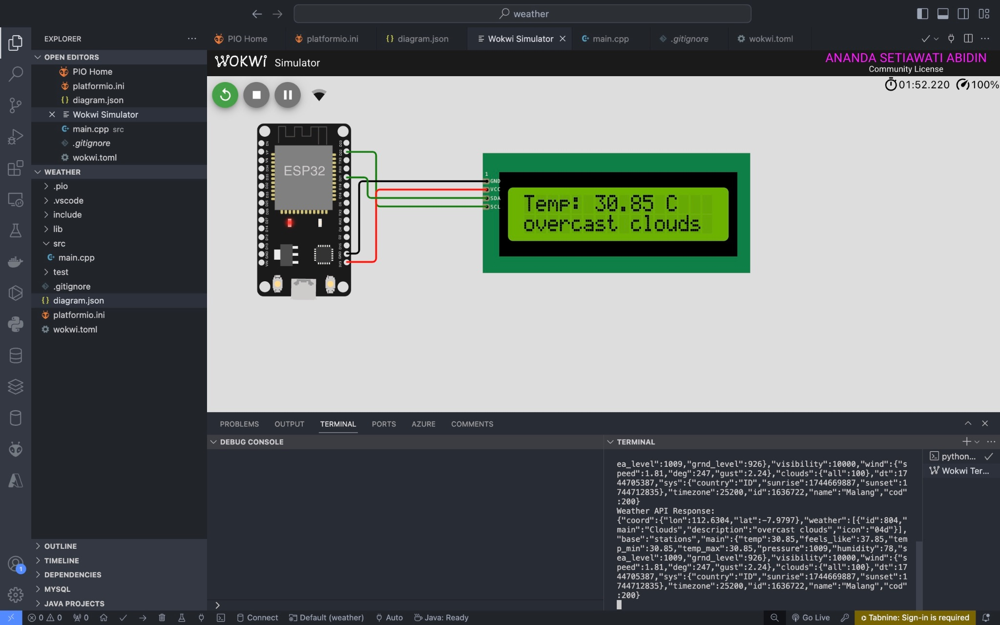 weather
EXPLORER
OPEN EDITORS
PIO Home
platformio.ini
diagram.json
Wokwi Simulator
main.cpp src
.gitignore
wokwi.toml
WEATHER
.pio
.vscode
include
lib
src
main.cpp
test
.gitignore
diagram.json
platformio.ini
wokwi.toml
OUTLINE
TIMELINE
DEPENDENCIES
MYSQL
JAVA PROJECTS
PIO Home
platformio.ini
diagram.json
Wokwi Simulator
main.cpp
.gitignore
wokwi.toml
WOKWi Simulator
ANANDA SETIAWATI ABIDIN
Community License
01:52.220 100%
ESP32
1
GND
VCC
SDA
SCL
Temp: 30.85 C
overcast clouds
PROBLEMS OUTPUT TERMINAL PORTS AZURE COMMENTS
DEBUG CONSOLE
TERMINAL
ea_level":1009,"grnd_level":926},"visibility":10000,"wind":{"s
peed":1.81,"deg":247,"gust":2.24},"clouds":{"all":100},"dt":17
44705387,"sys":{"country":"ID","sunrise":1744669887,"sunset":1
744712835},"timezone":25200,"id":1636722,"name":"Malang","cod"
:200}
Weather API Response:
{"coord":{"lon":112.6304,"lat":-7.9797},"weather":[{"id":804,"
main":"Clouds","description":"overcast clouds","icon":"04d"}],
"base":"stations","main":{"temp":30.85,"feels_like":37.85,"tem
p_min":30.85,"temp_max":30.85,"pressure":1009,"humidity":78,"s
ea_level":1009,"grnd_level":926},"visibility":10000,"wind":{"s
peed":1.81,"deg":247,"gust":2.24},"clouds":{"all":100},"dt":17
44705387,"sys":{"country":"ID","sunrise":1744669887,"sunset":1
744712835},"timezone":25200,"id":1636722,"name":"Malang","cod"
:200}
python...
Wokwi Ter...
1
0 0 0 Connect Default (weather) Auto Java: Ready Go Live Tabnine: Sign-in is required